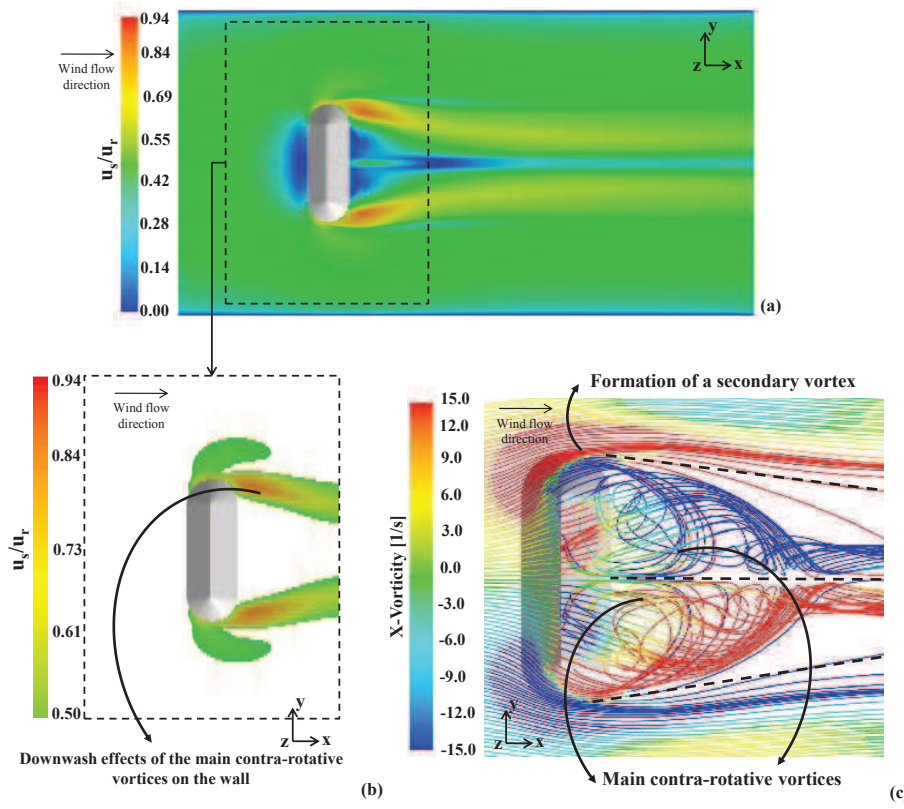 0.94
0.84
0.69
0.55
0.42
0.28
0.14
0.00
u_s/u_r
Wind flow
direction
y
z
x
(a)
0.94
0.84
0.73
0.61
0.50
u_s/u_r
Wind flow
direction
y
z
x
Downwash effects of the main contra-rotative
vortices on the wall
(b)
Formation of a secondary vortex
15.0
12.0
9.0
6.0
3.0
0.0
-3.0
-6.0
-9.0
-12.0
-15.0
X-Vorticity [1/s]
Wind flow
direction
y
z
x
Main contra-rotative vortices
(c